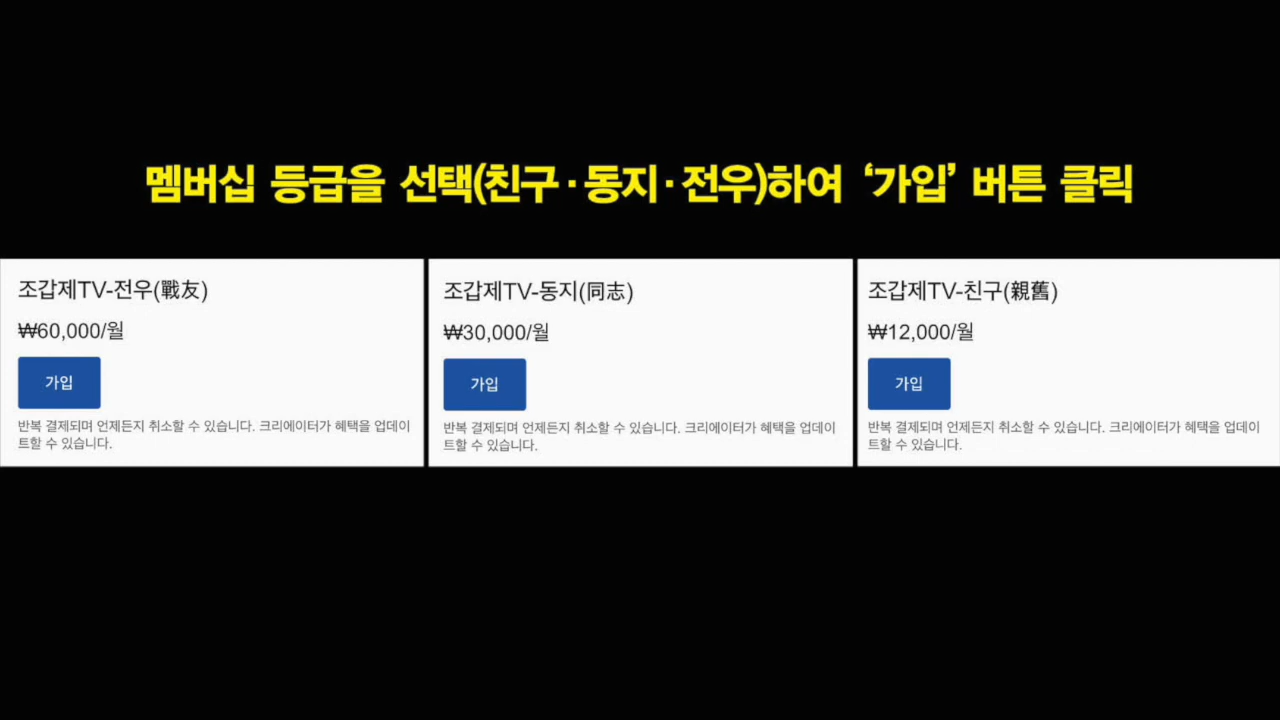 멤버십 등급을 선택(친구·동지·전우)하여 ‘가입’ 버튼 클릭
조갑제TV-전우(戰友)
₩60,000/월
가입
반복 결제되며 언제든지 취소할 수 있습니다. 크리에이터가 혜택을 업데이
트할 수 있습니다.
조갑제TV-동지(同志)
₩30,000/월
가입
반복 결제되며 언제든지 취소할 수 있습니다. 크리에이터가 혜택을 업데이
트할 수 있습니다.
조갑제TV-친구(親舊)
₩12,000/월
가입
반복 결제되며 언제든지 취소할 수 있습니다. 크리에이터가 혜택을 업데이
트할 수 있습니다.